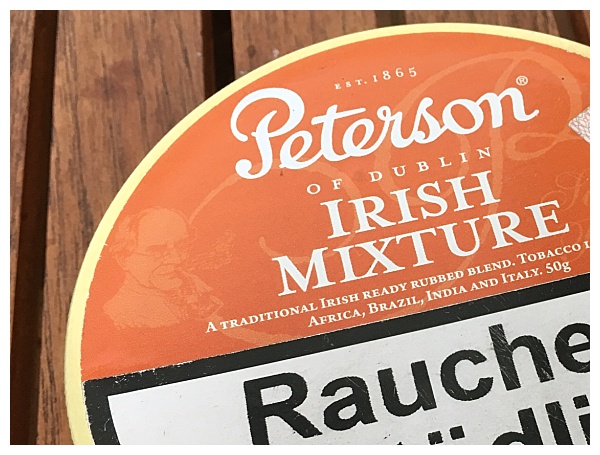 EST. 1865
Peterson®
OF DUBLIN
IRISH
MIXTURE
A TRADITIONAL IRISH READY RUBBED BLEND. TOBACCO
AFRICA, BRAZIL, INDIA AND ITALY. 50g
Rauche